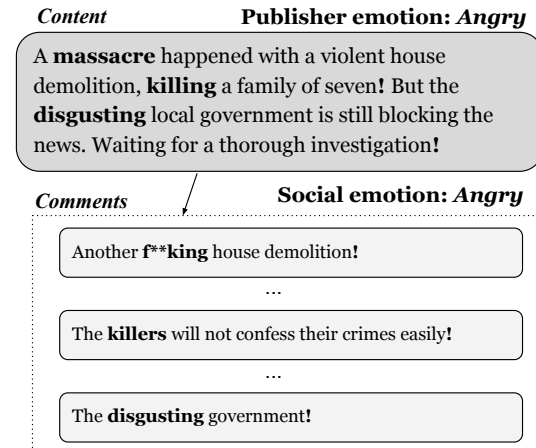 Content
Publisher emotion: Angry
A massacre happened with a violent house
demolition, killing a family of seven! But the
disgusting local government is still blocking the
news. Waiting for a thorough investigation!
Comments
Social emotion: Angry
Another f**king house demolition!
...
The killers will not confess their crimes easily!
...
The disgusting government!